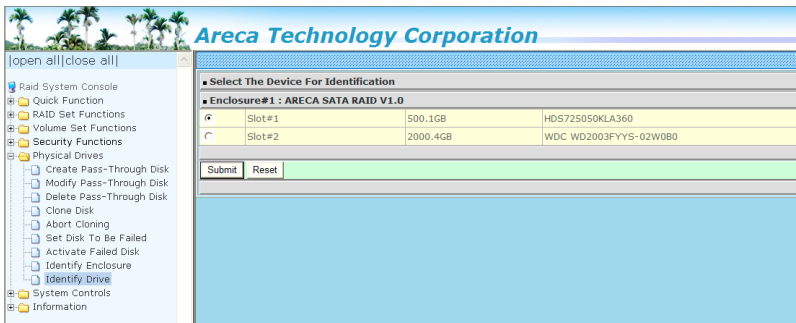 Areca Technology Corporation
|open all|close all|
Raid System Console
Quick Function
RAID Set Functions
Volume Set Functions
Security Functions
Physical Drives
Create Pass-Through Disk
Modify Pass-Through Disk
Delete Pass-Through Disk
Clone Disk
Abort Cloning
Set Disk To Be Failed
Activate Failed Disk
Identify Enclosure
Identify Drive
System Controls
Information
Select The Device For Identification
Enclosure#1 : ARECA SATA RAID V1.0
Slot#1 500.1GB HDS725050KLA360
Slot#2 2000.4GB WDC WD2003FYYS-02W0B0
Submit Reset